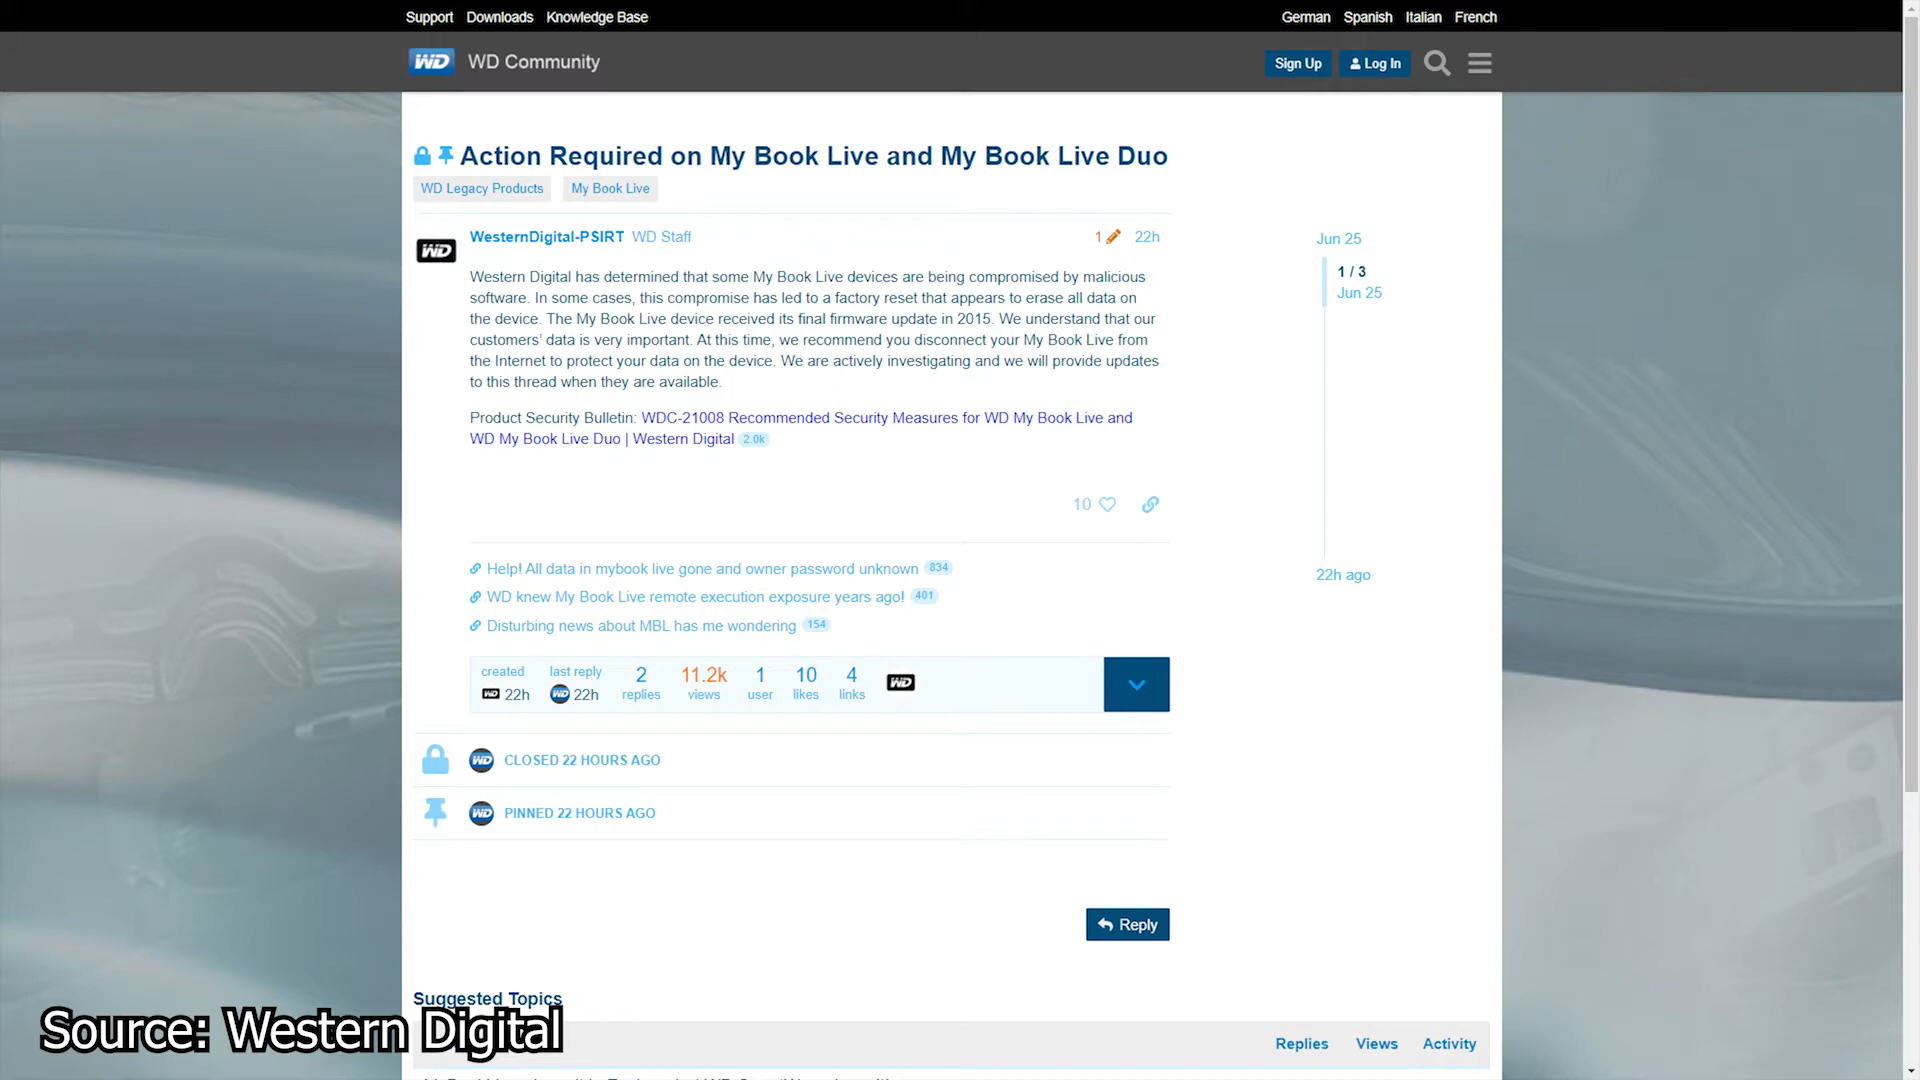 Support Downloads Knowledge Base German Spanish Italian French
WD WD Community Sign Up Log In
Action Required on My Book Live and My Book Live Duo
WD Legacy Products My Book Live
WD WesternDigital-PSIRT WD Staff 1 22h
Western Digital has determined that some My Book Live devices are being compromised by malicious
software. In some cases, this compromise has led to a factory reset that appears to erase all data on
the device. The My Book Live device received its final firmware update in 2015. We understand that our
customers’ data is very important. At this time, we recommend you disconnect your My Book Live from
the Internet to protect your data on the device. We are actively investigating and we will provide updates
to this thread when they are available.
Product Security Bulletin: WDC-21008 Recommended Security Measures for WD My Book Live and
WD My Book Live Duo | Western Digital 2.0k
10
Jun 25
1 / 3
Jun 25
22h ago
Help! All data in mybook live gone and owner password unknown 834
WD knew My Book Live remote execution exposure years ago! 401
Disturbing news about MBL has me wondering 154
created last reply 2 11.2k 1 10 4 WD
WD 22h WD 22h replies views user likes links
WD CLOSED 22 HOURS AGO
WD PINNED 22 HOURS AGO
Reply
Suggested Topics
Replies Views Activity
Source: Western Digital